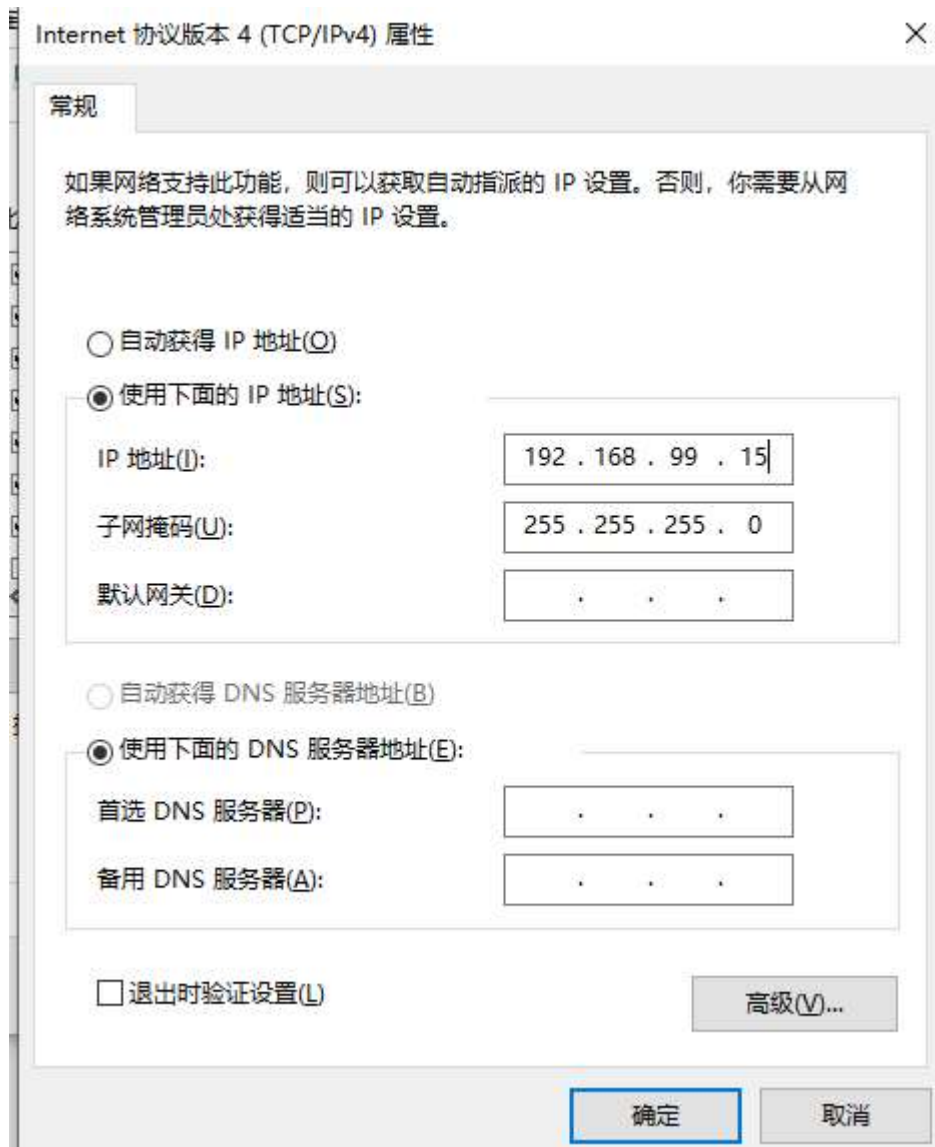 Internet 协议版本 4 (TCP/IPv4) 属性
常规
如果网络支持此功能，则可以获取自动指派的 IP 设置。否则，你需要从网
络系统管理员处获得适当的 IP 设置。
自动获得 IP 地址(O)
使用下面的 IP 地址(S):
IP 地址(I): 192 . 168 . 99 . 15
子网掩码(U): 255 . 255 . 255 . 0
默认网关(D): . . .
自动获得 DNS 服务器地址(B)
使用下面的 DNS 服务器地址(E):
首选 DNS 服务器(P): . . .
备用 DNS 服务器(A): . . .
退出时验证设置(L)
高级(V)...
确定 取消